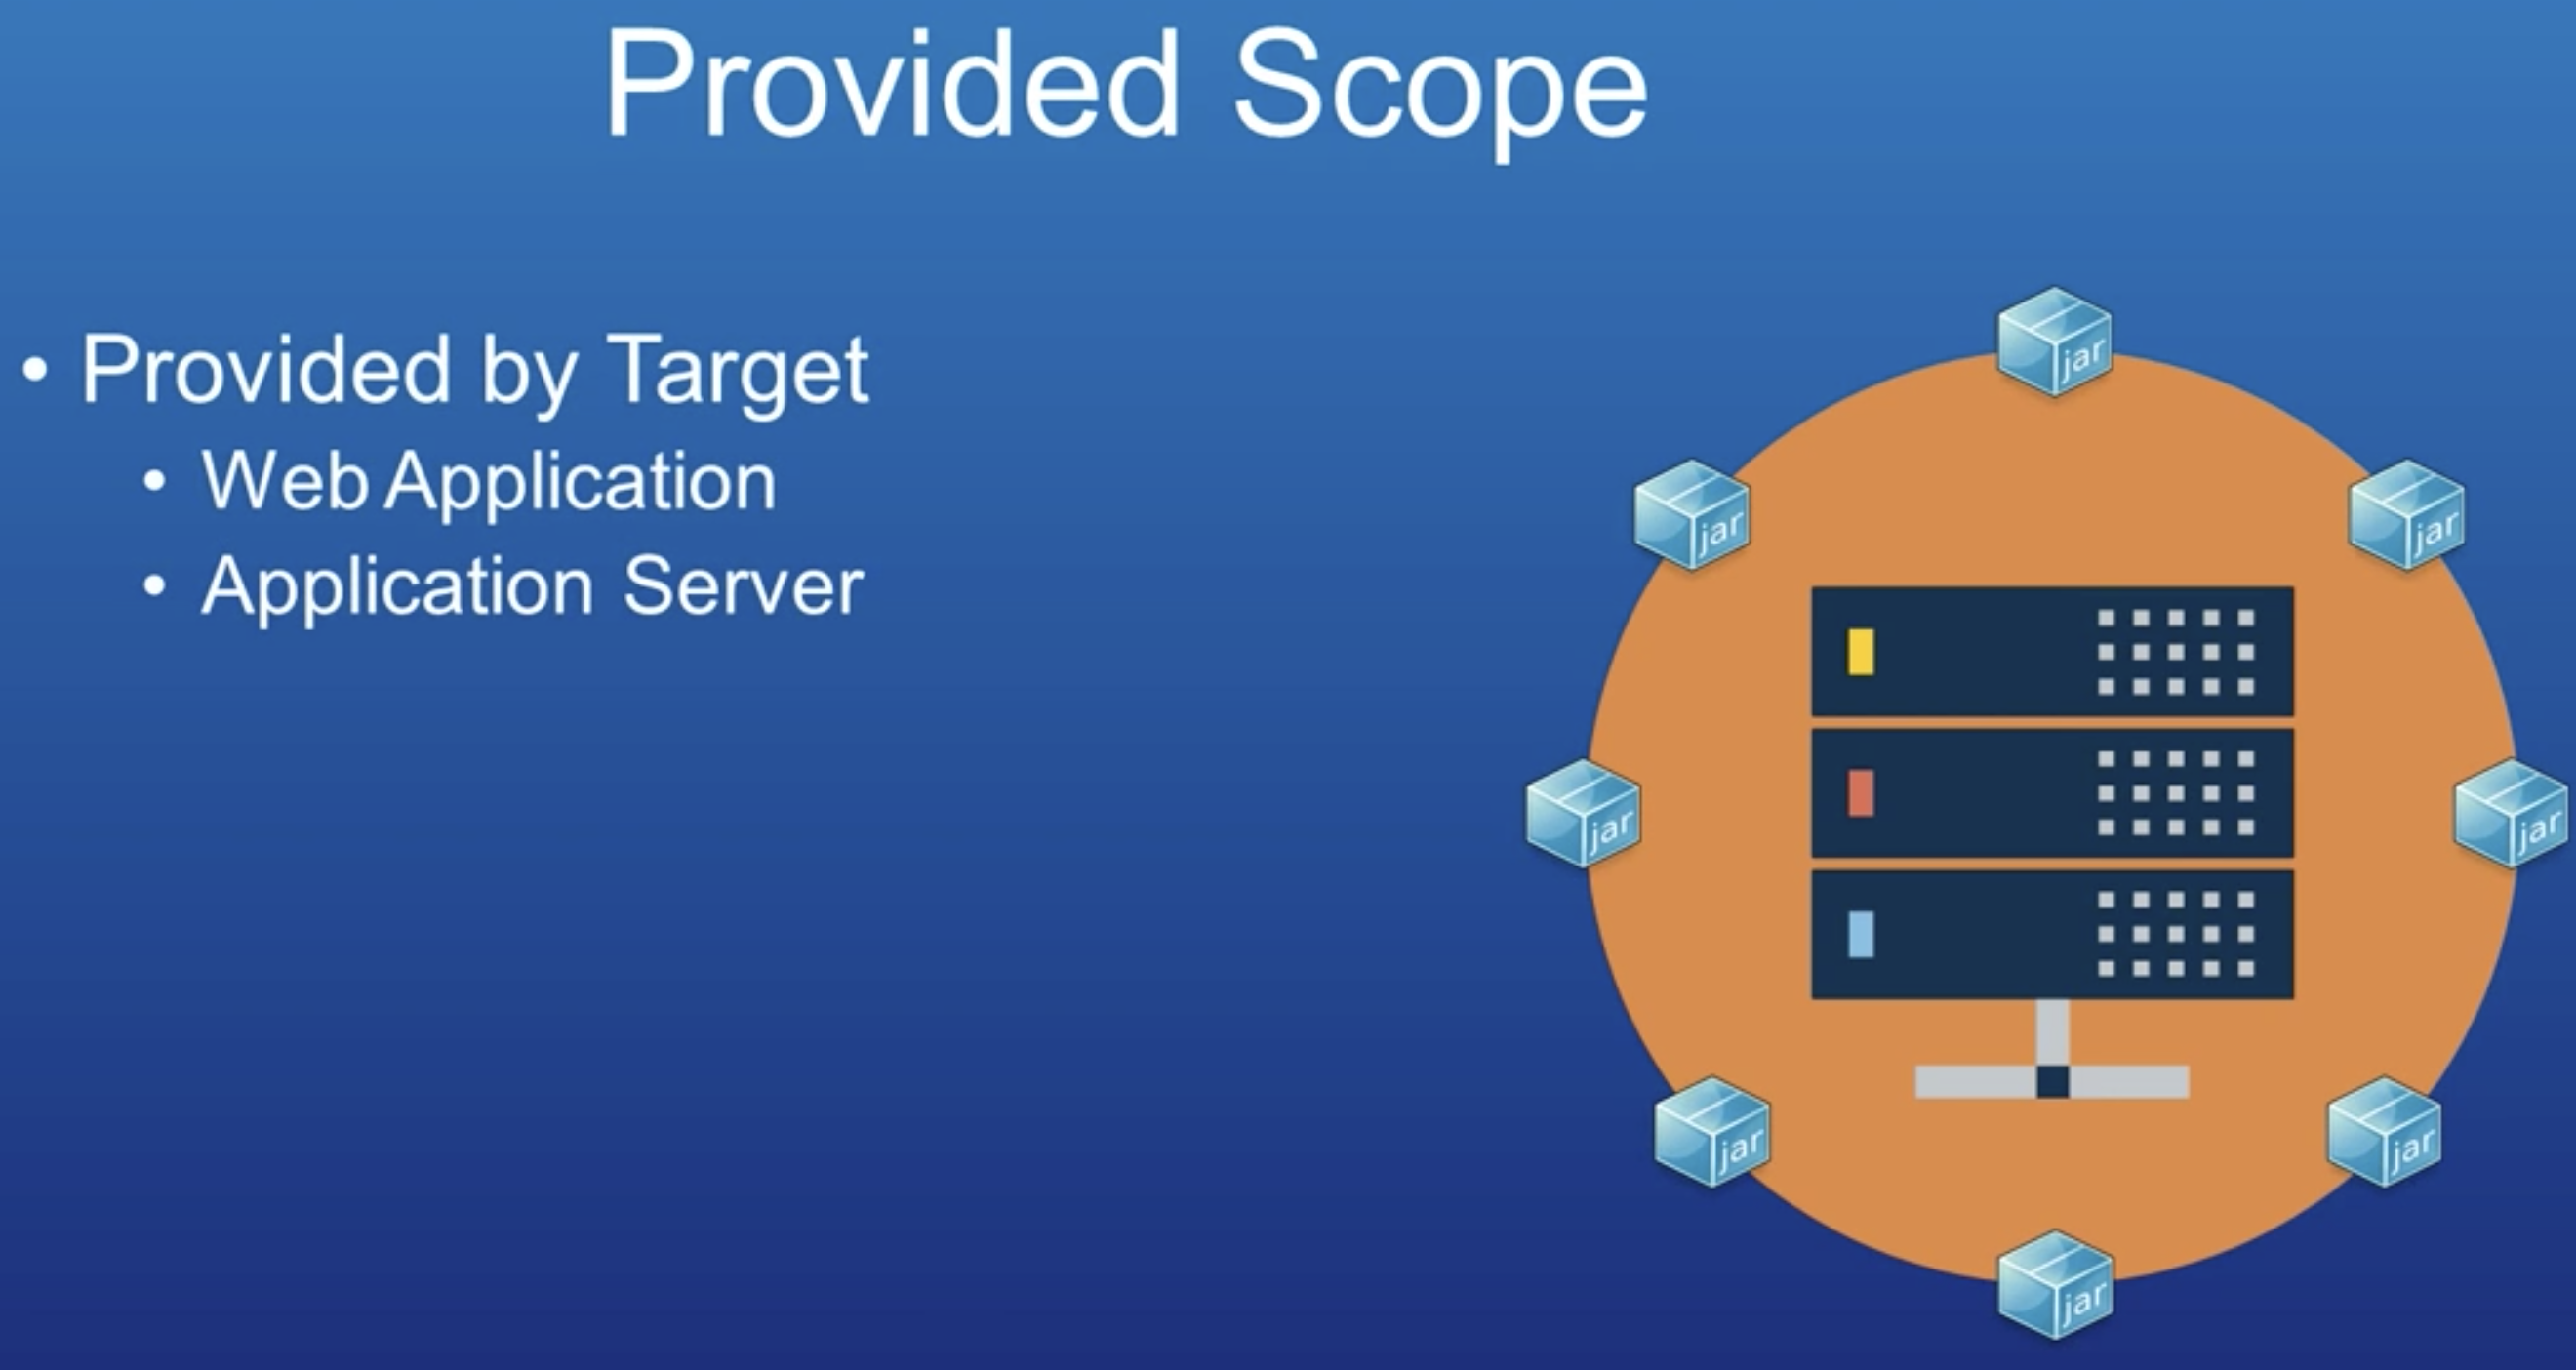 Provided Scope
• Provided by Target
• Web Application
• Application Server
jar
jar
jar
jar
jar
jar
jar
jar